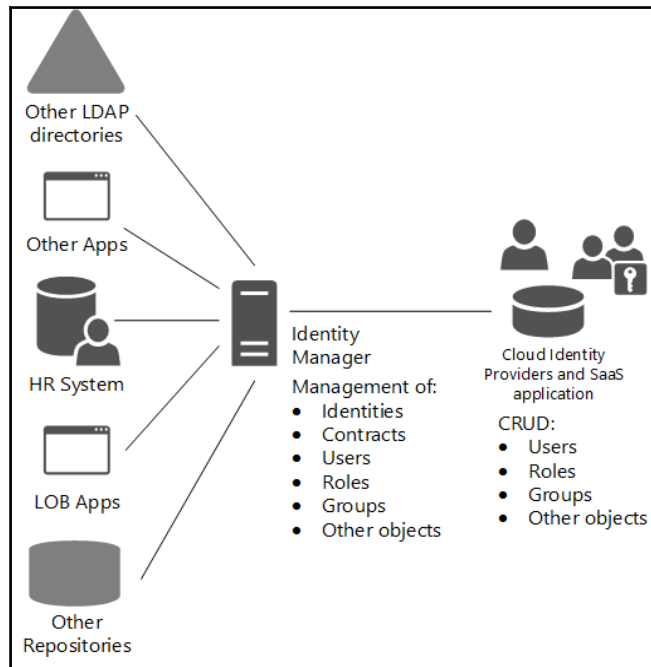 Other LDAP
directories
Other Apps
HR System
LOB Apps
Other
Repositories
Identity
Manager
Management of:
• Identities
• Contracts
• Users
• Roles
• Groups
• Other objects
Cloud Identity
Providers and SaaS
application
CRUD:
• Users
• Roles
• Groups
• Other objects